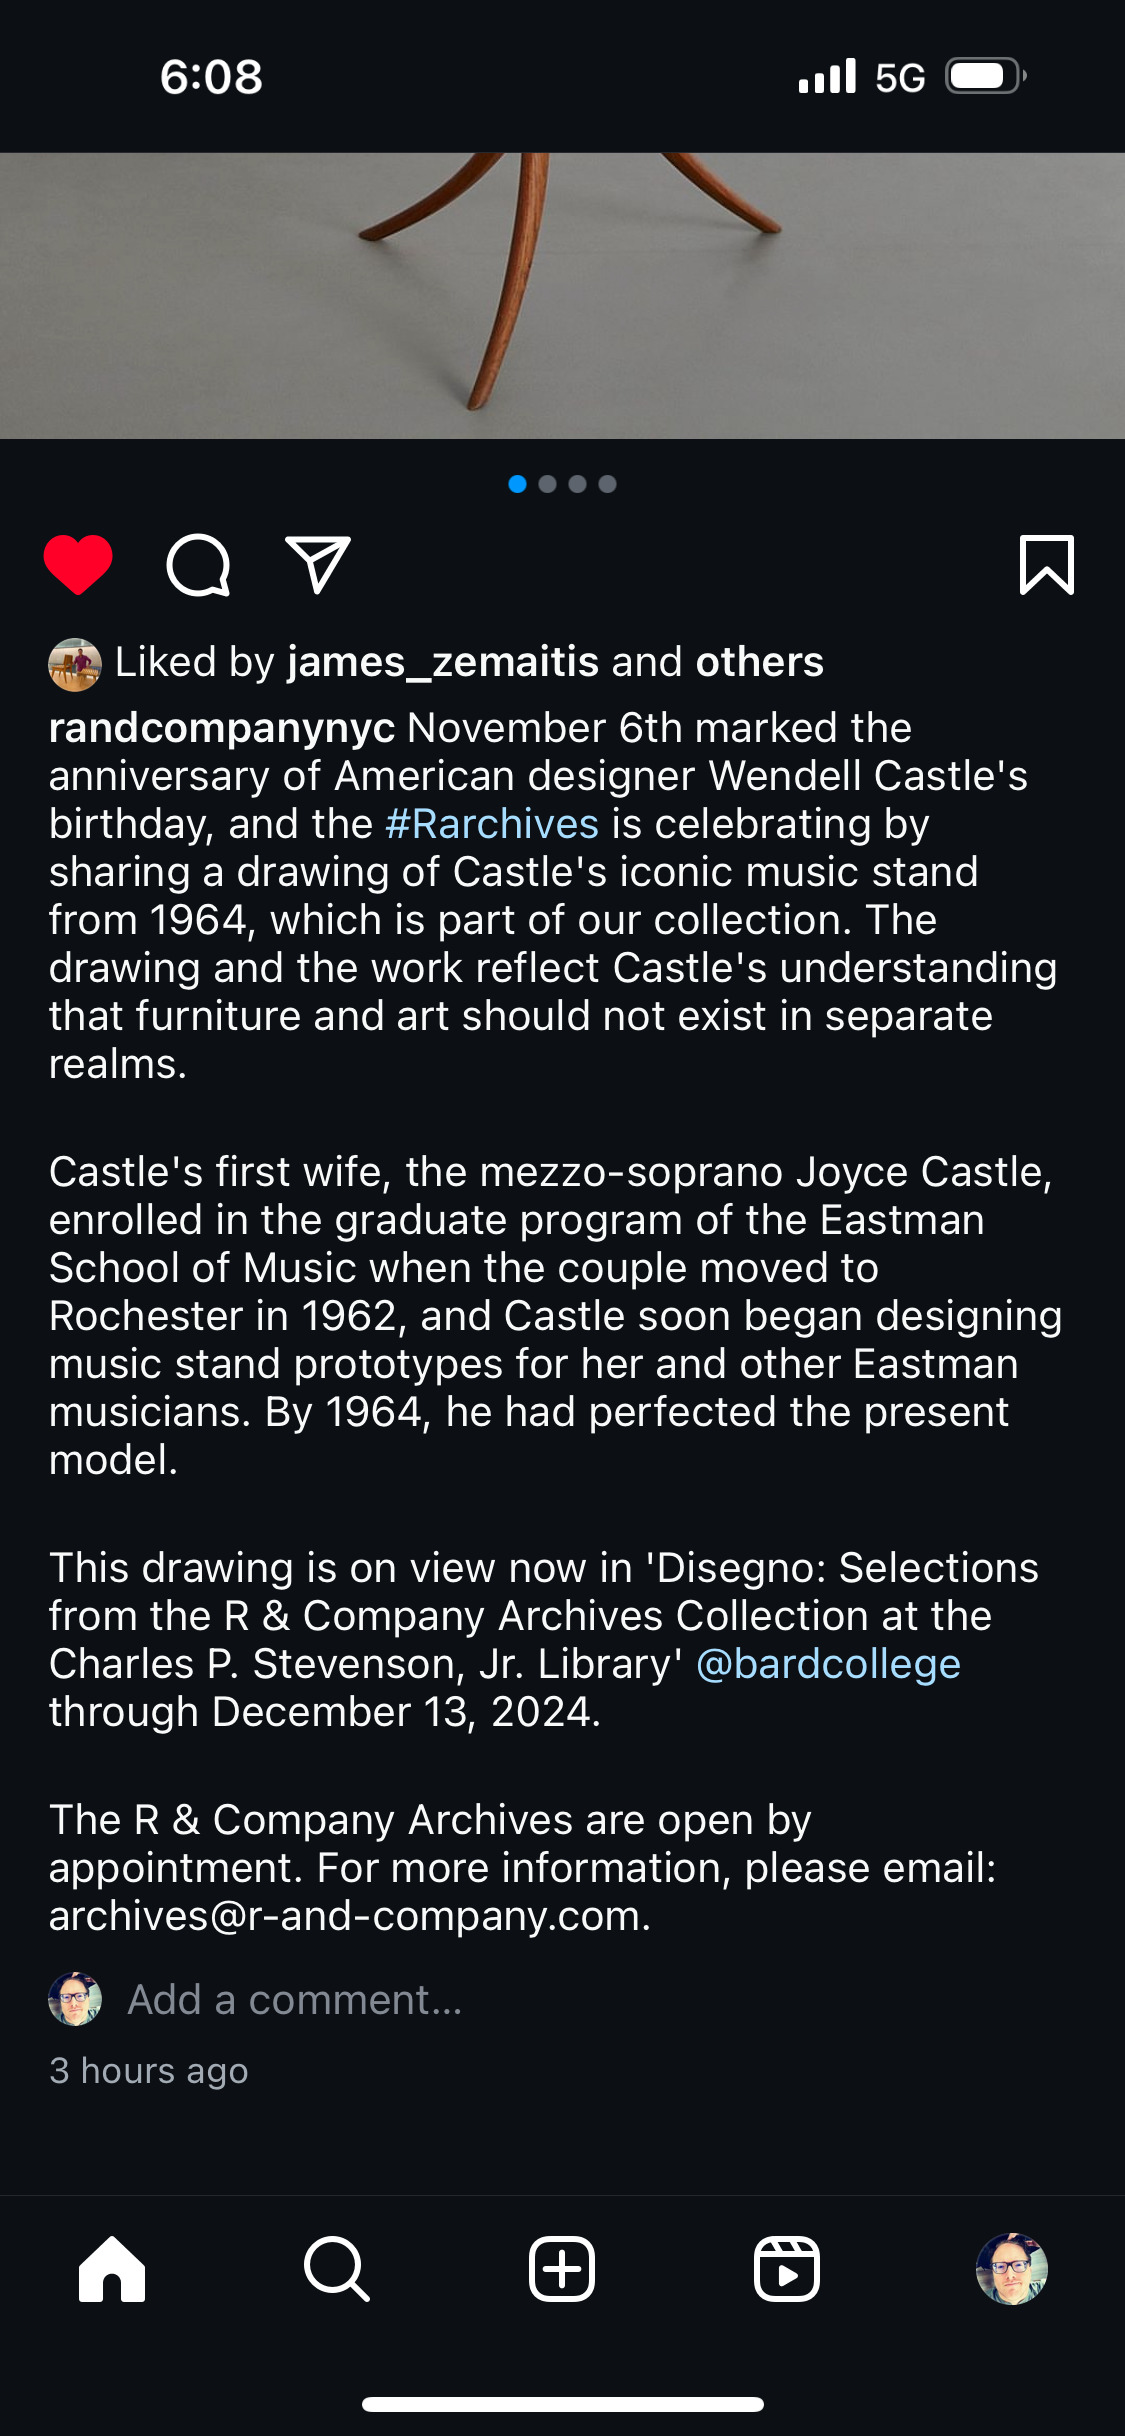 6:08
5G
Liked by james_zemaitis and others
randcompanynyc November 6th marked the
anniversary of American designer Wendell Castle's
birthday, and the #Rarchives is celebrating by
sharing a drawing of Castle's iconic music stand
from 1964, which is part of our collection. The
drawing and the work reflect Castle's understanding
that furniture and art should not exist in separate
realms.
Castle's first wife, the mezzo-soprano Joyce Castle,
enrolled in the graduate program of the Eastman
School of Music when the couple moved to
Rochester in 1962, and Castle soon began designing
music stand prototypes for her and other Eastman
musicians. By 1964, he had perfected the present
model.
This drawing is on view now in 'Disegno: Selections
from the R & Company Archives Collection at the
Charles P. Stevenson, Jr. Library' @bardcollege
through December 13, 2024.
The R & Company Archives are open by
appointment. For more information, please email:
archives@r-and-company.com.
Add a comment...
3 hours ago